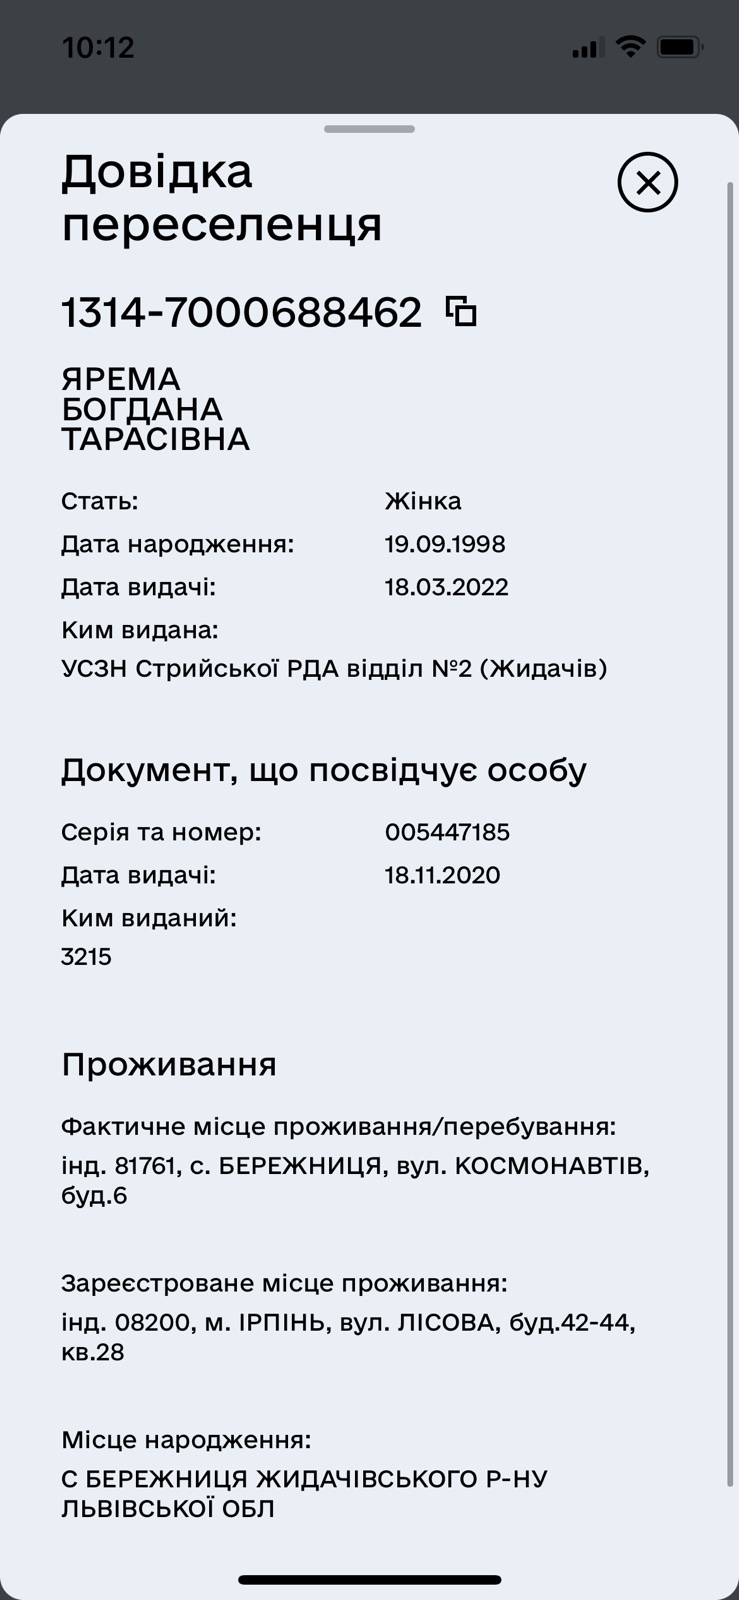 10:12
Довідка
переселенця
1314-7000688462
ЯРЕМА
БОГДАНА
ТАРАСІВНА
Стать: Жінка
Дата народження: 19.09.1998
Дата видачі: 18.03.2022
Ким видана:
УСЗН Стрийської РДА відділ №2 (Жидачів)
Документ, що посвідчує особу
Серія та номер: 005447185
Дата видачі: 18.11.2020
Ким виданий:
3215
Проживання
Фактичне місце проживання/перебування:
інд. 81761, с. БЕРЕЖНИЦЯ, вул. КОСМОНАВТІВ,
буд.6
Зареєстроване місце проживання:
інд. 08200, м. ІРПІНЬ, вул. ЛІСОВА, буд.42-44,
кв.28
Місце народження:
С БЕРЕЖНИЦЯ ЖИДАЧІВСЬКОГО Р-НУ
ЛЬВІВСЬКОЇ ОБЛ